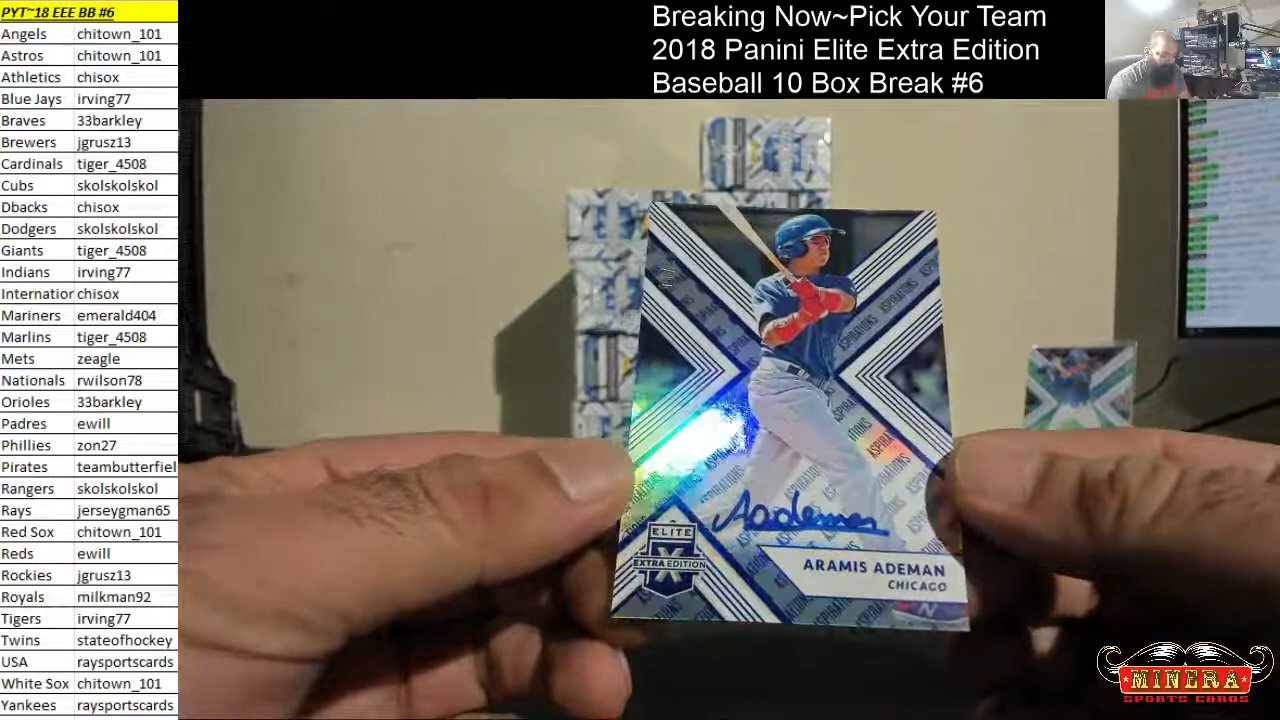 PYT~18 EEE BB #6
Angels chitown_101
Astros chitown_101
Athletics chisox
Blue Jays irving77
Braves 33barkley
Brewers jgrusz13
Cardinals tiger_4508
Cubs skolskolskol
Dbacks chisox
Dodgers skolskolskol
Giants tiger_4508
Indians irving77
Internatior chisox
Mariners emerald404
Marlins tiger_4508
Mets zeagle
Nationals rwilson78
Orioles 33barkley
Padres ewill
Phillies zon27
Pirates teambutterfiel
Rangers skolskolskol
Rays jerseygman65
Red Sox chitown_101
Reds ewill
Rockies jgrusz13
Royals milkman92
Tigers irving77
Twins stateofhockey
USA raysportscards
White Sox chitown_101
Yankees raysportscards
Breaking Now~Pick Your Team
2018 Panini Elite Extra Edition
Baseball 10 Box Break #6
ASPIRATIONS
Aademan
ELITE
X
EXTRA EDITION
ARAMIS ADEMAN
CHICAGO
MINERA
SPORTS CARDS